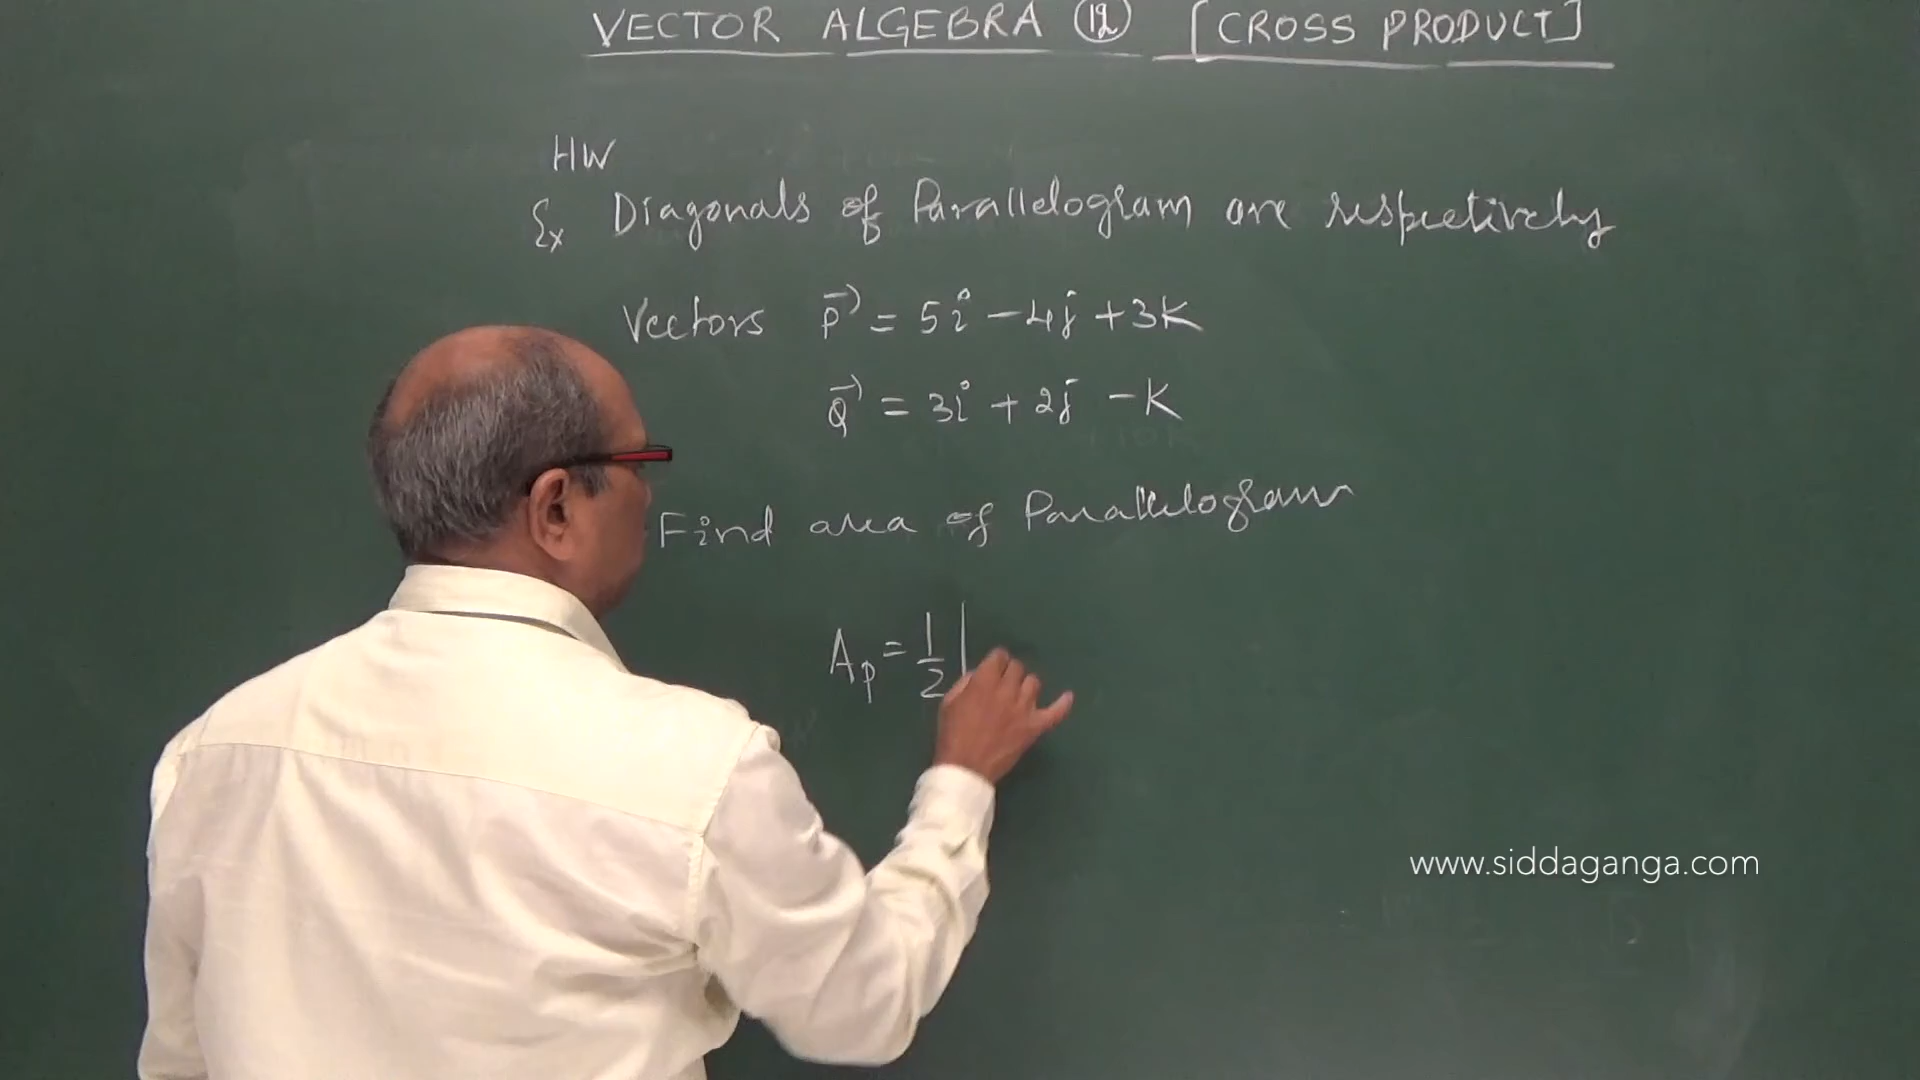 VECTOR ALGEBRA 12 [CROSS PRODUCT]
HW
Ex Diagonals of Parallelogram are respectively
Vectors P⃗ = 5i - 4j + 3K
Q⃗ = 3i + 2j - K
Find area of Parallelogram
A_P = 1/2 |
www.siddaganga.com